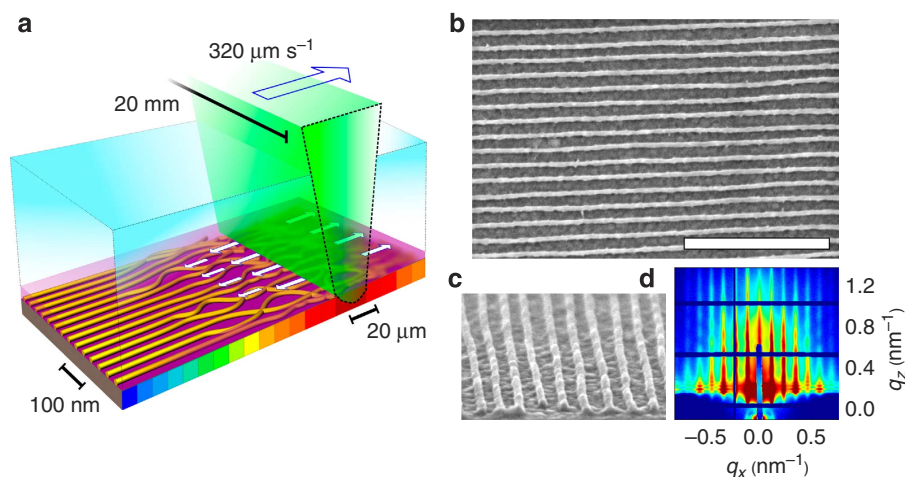 a
320 μm s⁻¹
20 mm
20 μm
100 nm
b
c
d
1.2
0.8
0.4
0.0
q_z (nm⁻¹)
−0.5
0.0
0.5
q_x (nm⁻¹)